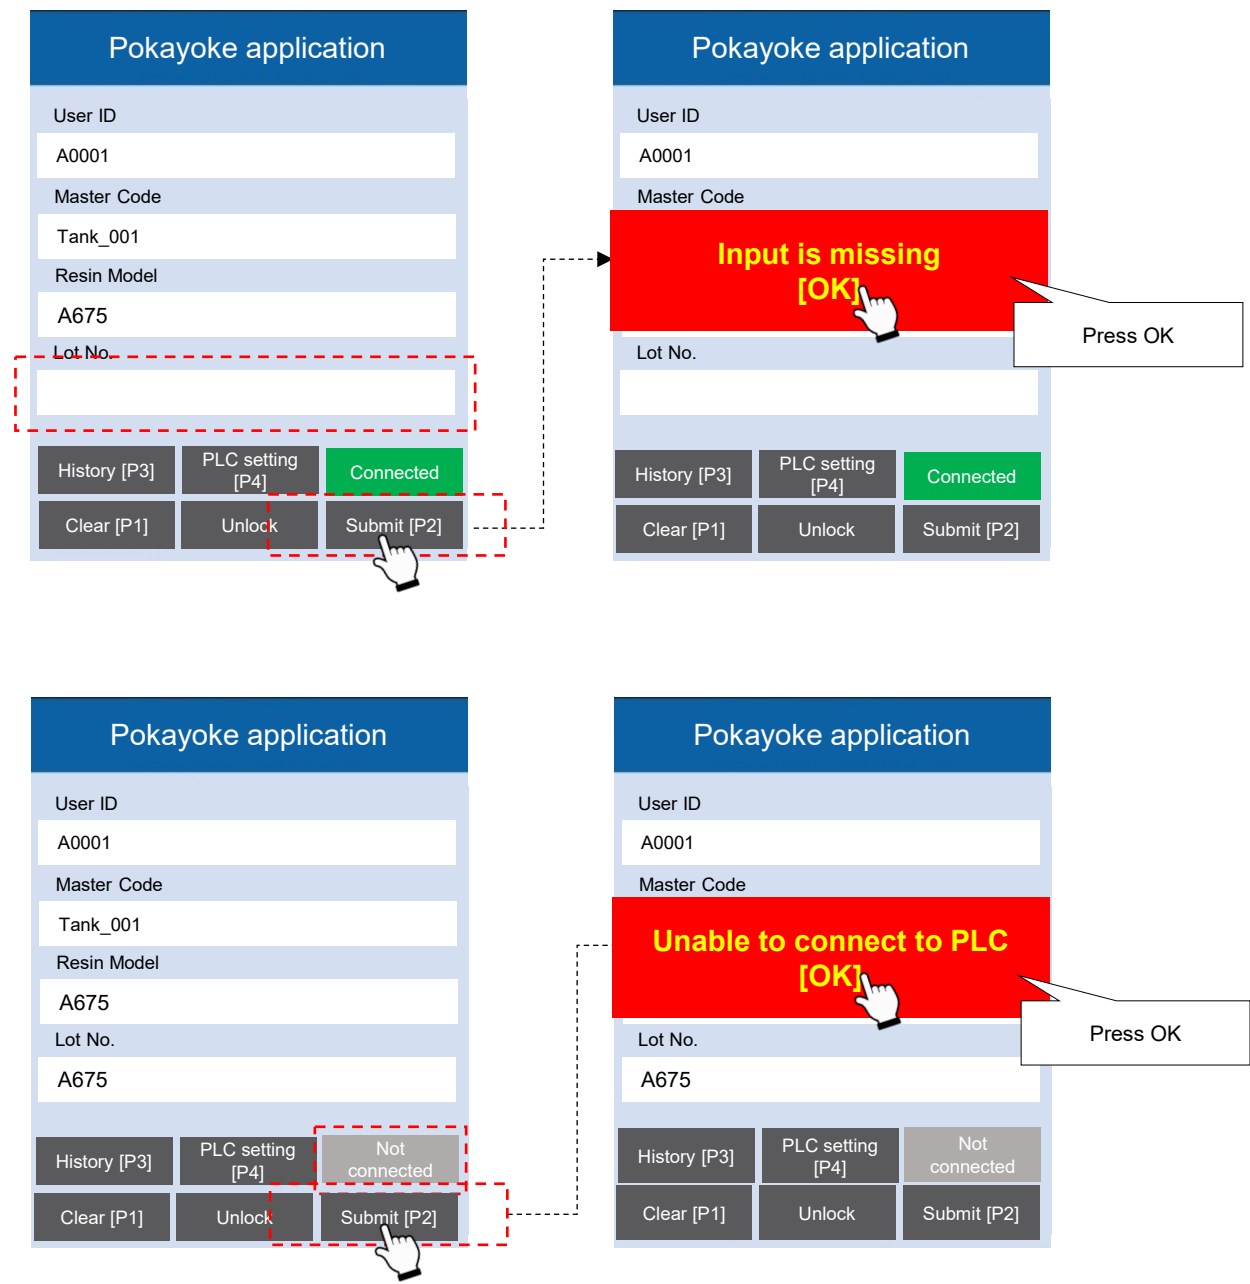 Pokayoke application
User ID
A0001
Master Code
Tank_001
Resin Model
A675
Lot No.
History [P3]
PLC setting
[P4]
Connected
Clear [P1]
Unlock
Submit [P2]
Pokayoke application
User ID
A0001
Master Code
Input is missing
[OK]
Press OK
Lot No.
History [P3]
PLC setting
[P4]
Connected
Clear [P1]
Unlock
Submit [P2]
Pokayoke application
User ID
A0001
Master Code
Tank_001
Resin Model
A675
Lot No.
A675
History [P3]
PLC setting
[P4]
Not
connected
Clear [P1]
Unlock
Submit [P2]
Pokayoke application
User ID
A0001
Master Code
Unable to connect to PLC
[OK]
Press OK
Lot No.
A675
History [P3]
PLC setting
[P4]
Not
connected
Clear [P1]
Unlock
Submit [P2]